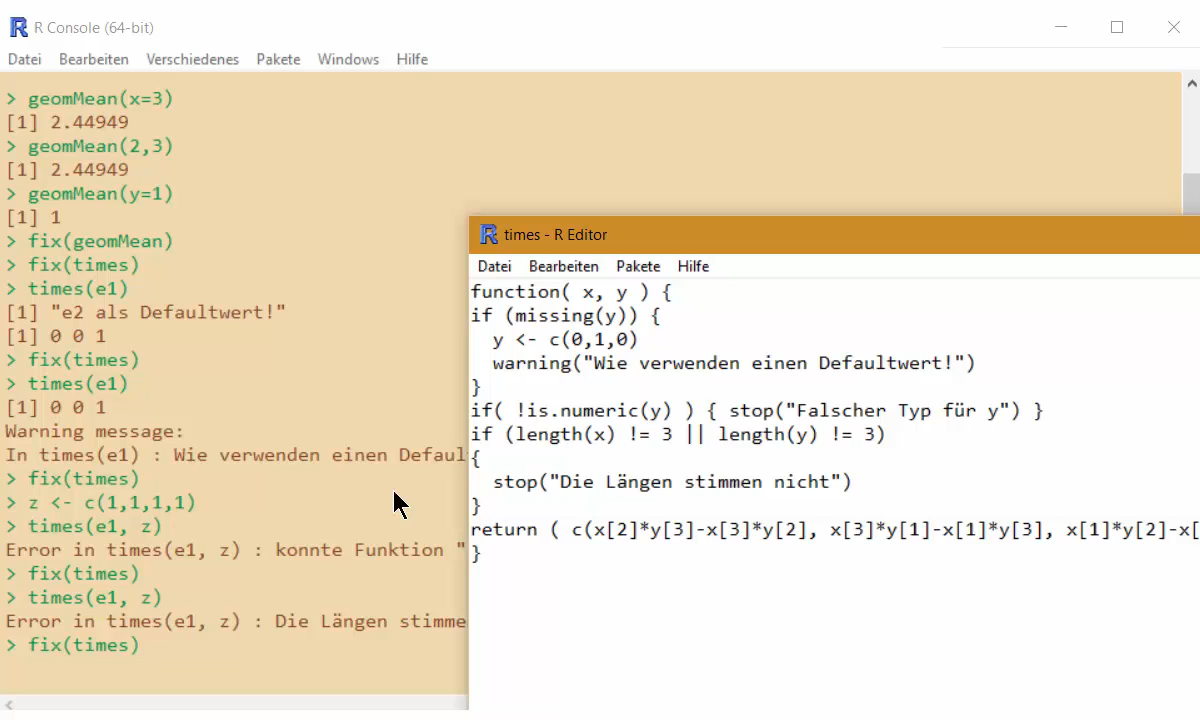 R Console (64-bit)
Datei Bearbeiten Verschiedenes Pakete Windows Hilfe
> geomMean(x=3)
[1] 2.44949
> geomMean(2,3)
[1] 2.44949
> geomMean(y=1)
[1] 1
> fix(geomMean)
> fix(times)
> times(e1)
[1] "e2 als Defaultwert!"
[1] 0 0 1
> fix(times)
> times(e1)
[1] 0 0 1
Warning message:
In times(e1) : Wie verwenden einen Defaul
> fix(times)
> z <- c(1,1,1,1)
> times(e1, z)
Error in times(e1, z) : konnte Funktion "
> fix(times)
> times(e1, z)
Error in times(e1, z) : Die Längen stimme
> fix(times)
times - R Editor
Datei Bearbeiten Pakete Hilfe
function( x, y ) {
if (missing(y)) {
  y <- c(0,1,0)
  warning("Wie verwenden einen Defaultwert!")
}
if( !is.numeric(y) ) { stop("Falscher Typ für y") }
if (length(x) != 3 || length(y) != 3)
{
  stop("Die Längen stimmen nicht")
}
return ( c(x[2]*y[3]-x[3]*y[2], x[3]*y[1]-x[1]*y[3], x[1]*y[2]-x[
}